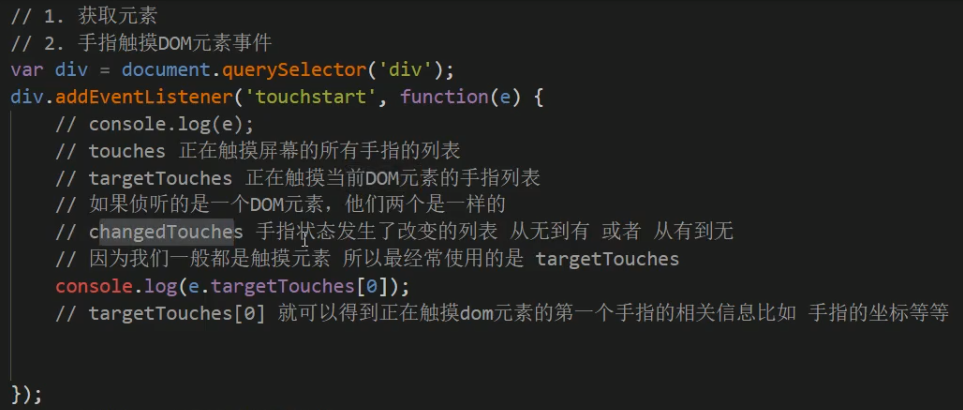 // 1. 获取元素
// 2. 手指触摸DOM元素事件
var div = document.querySelector('div');
div.addEventListener('touchstart', function(e) {
// console.log(e);
// touches 正在触摸屏幕的所有手指的列表
// targetTouches 正在触摸当前DOM元素的手指列表
// 如果侦听的是一个DOM元素，他们两个是一样的
// changedTouches 手指状态发生了改变的列表 从无到有 或者 从有到无
// 因为我们一般都是触摸元素 所以最经常使用的是 targetTouches
console.log(e.targetTouches[0]);
// targetTouches[0] 就可以得到正在触摸dom元素的第一个手指的相关信息比如 手指的坐标等等
});